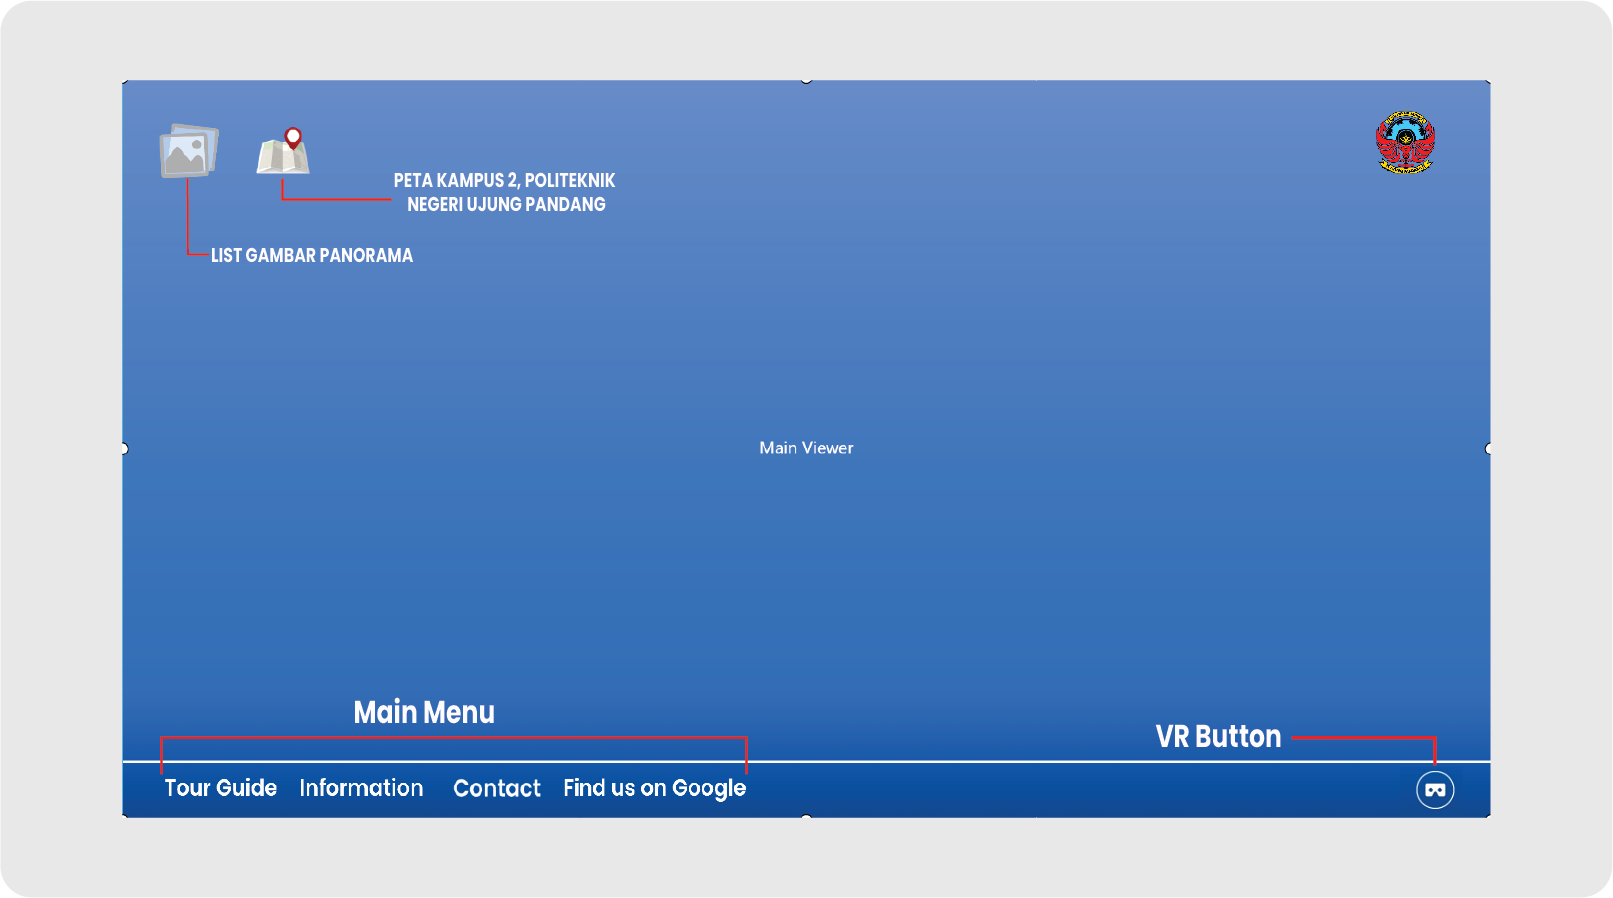 PETA KAMPUS 2, POLITEKNIK
NEGERI UJUNG PANDANG
LIST GAMBAR PANORAMA
Main Viewer
Main Menu
VR Button
Tour Guide Information Contact Find us on Google